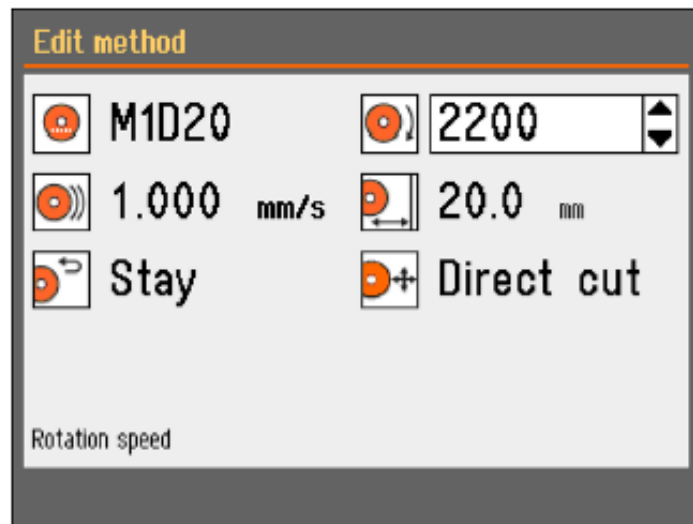 Edit method
M1D20 2200
1.000 mm/s 20.0 mm
Stay Direct cut
Rotation speed